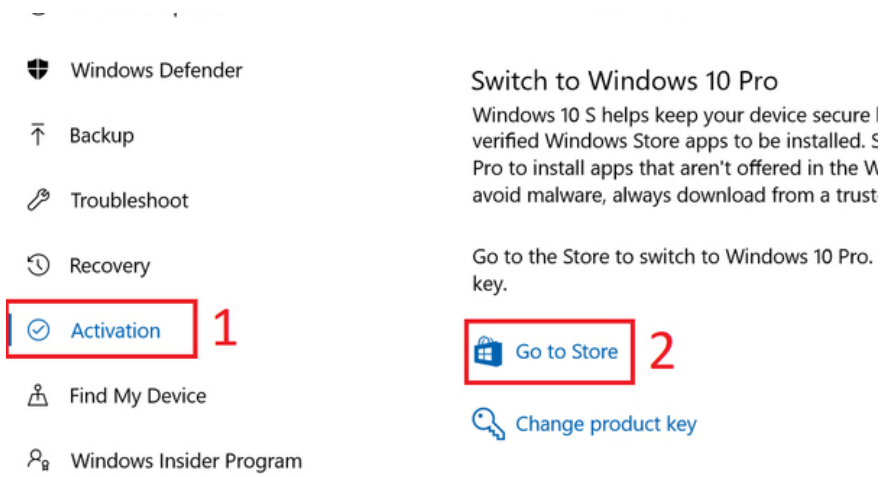 Windows Defender
Backup
Troubleshoot
Recovery
Activation
1
Find My Device
Windows Insider Program
Switch to Windows 10 Pro
Windows 10 S helps keep your device secure
verified Windows Store apps to be installed.
Pro to install apps that aren't offered in the
avoid malware, always download from a
Go to the Store to switch to Windows 10 Pro.
key.
Go to Store
2
Change product key